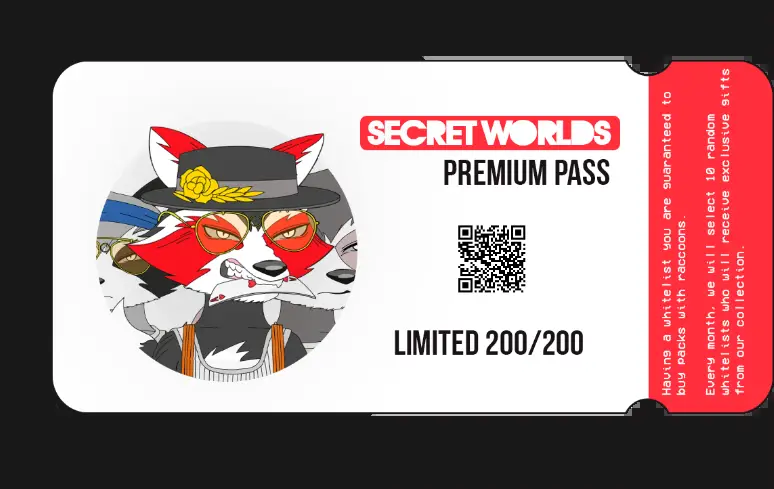 SECRET WORLDS
PREMIUM PASS
LIMITED 200/200
Having a whitelist you are guaranteed to
buy packs with raccoons.
Every month, we will select 10 random
whitelists who will receive exclusive gifts
from our collection.